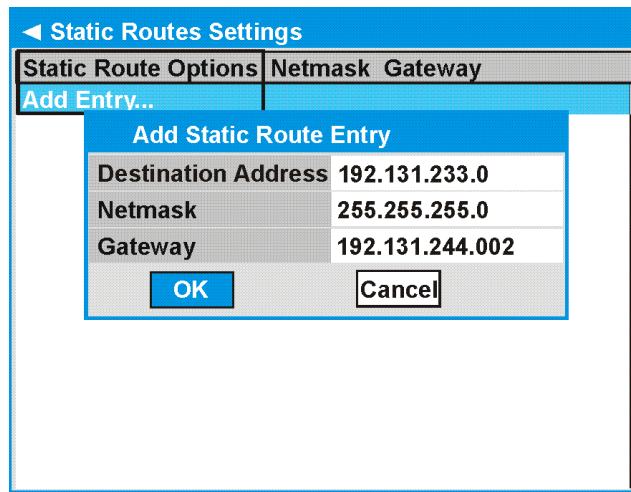 ◄ Static Routes Settings
Static Route Options Netmask Gateway
Add Entry...
Add Static Route Entry
Destination Address 192.131.233.0
Netmask 255.255.255.0
Gateway 192.131.244.002
OK Cancel